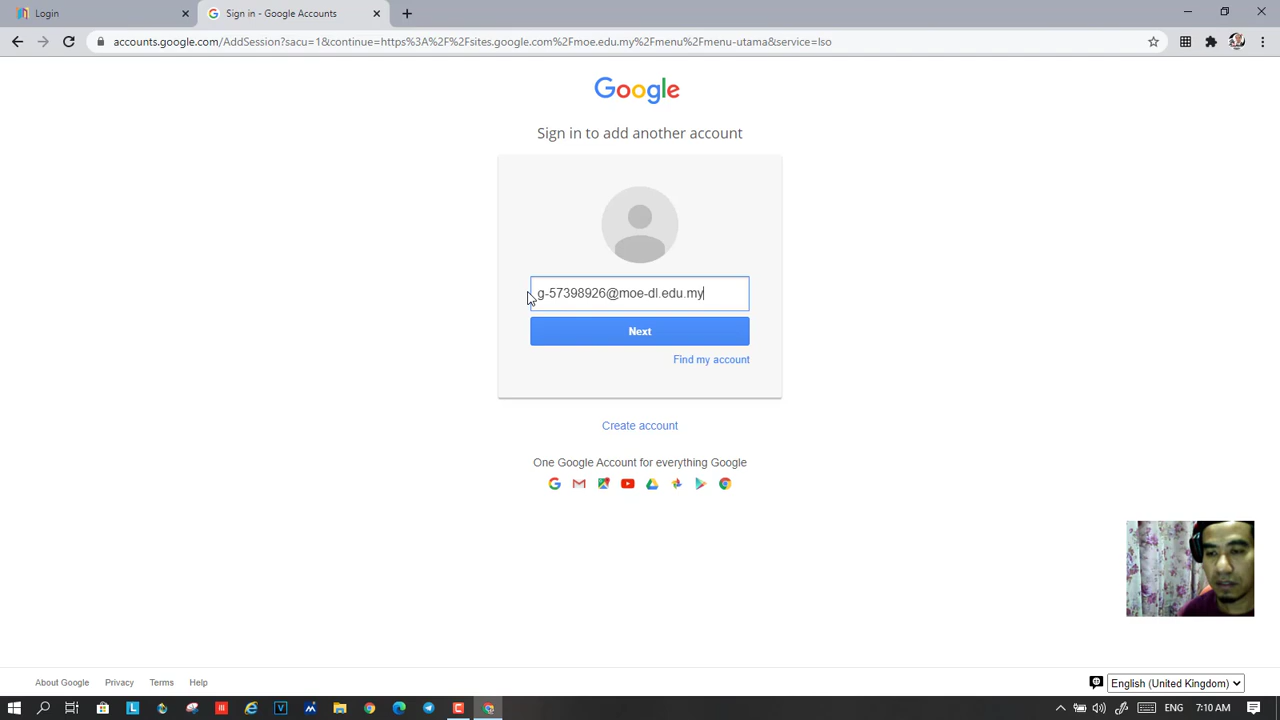 Login
Sign in - Google Accounts
accounts.google.com/AddSession?sacu=1&continue=https%3A%2F%2Fsites.google.com%2Fmoe.edu.my%2Fmenu%2Fmenu-utama&service=lso
Google
Sign in to add another account
g-57398926@moe-dl.edu.my
Next
Find my account
Create account
One Google Account for everything Google
About Google Privacy Terms Help
English (United Kingdom)
ENG 7:10 AM